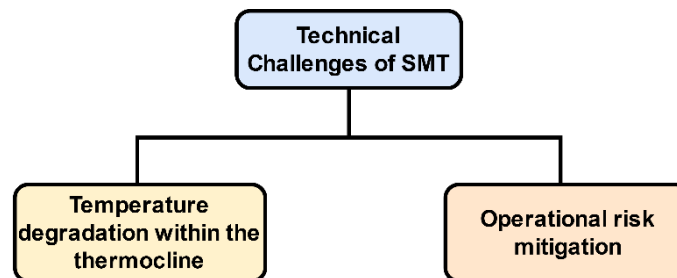 Technical
Challenges of SMT
Temperature
degradation within the
thermocline
Operational risk
mitigation